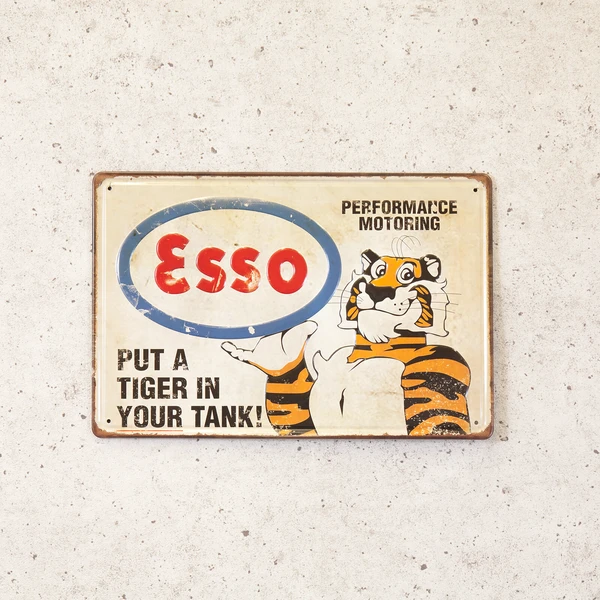 PERFORMANCE
MOTORING
Esso
PUT A
TIGER IN
YOUR TANK!